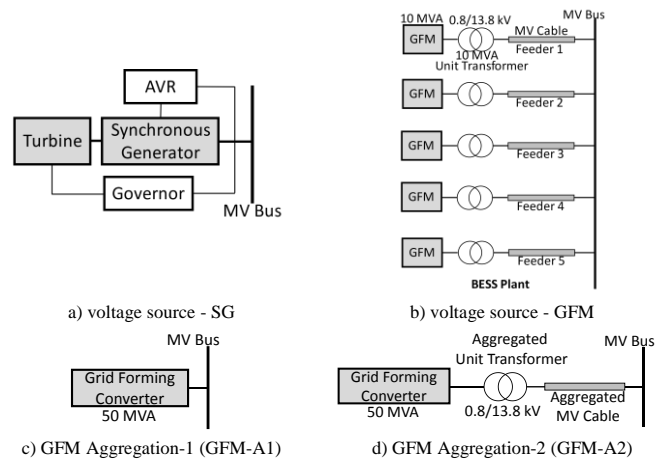 AVR
Turbine
Synchronous
Generator
Governor
MV Bus
a) voltage source - SG
MV Bus
10 MVA
0.8/13.8 kV
MV Cable
GFM
Feeder 1
10 MVA
Unit Transformer
GFM
Feeder 2
GFM
Feeder 3
GFM
Feeder 4
GFM
Feeder 5
BESS Plant
b) voltage source - GFM
MV Bus
Grid Forming
Converter
50 MVA
c) GFM Aggregation-1 (GFM-A1)
Aggregated
Unit Transformer
MV Bus
Grid Forming
Converter
50 MVA
0.8/13.8 kV
Aggregated
MV Cable
d) GFM Aggregation-2 (GFM-A2)